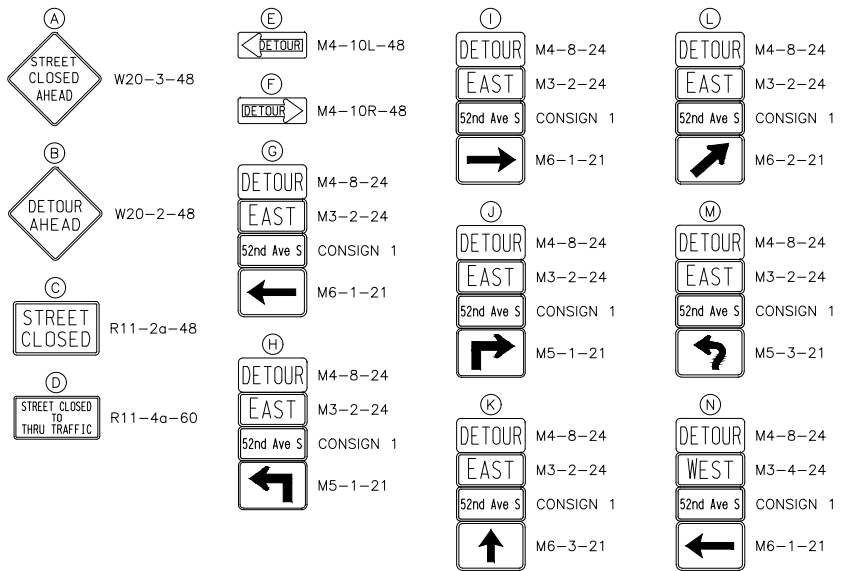 A
STREET
CLOSED
AHEAD
W20-3-48
B
DETOUR
AHEAD
W20-2-48
C
STREET
CLOSED
R11-2a-48
D
STREET CLOSED
TO
THRU TRAFFIC
R11-4a-60
E
DETOUR
M4-10L-48
F
DETOUR
M4-10R-48
G
DETOUR M4-8-24
EAST M3-2-24
52nd Ave S CONSIGN 1
M6-1-21
H
DETOUR M4-8-24
EAST M3-2-24
52nd Ave S CONSIGN 1
M5-1-21
I
DETOUR M4-8-24
EAST M3-2-24
52nd Ave S CONSIGN 1
M6-1-21
J
DETOUR M4-8-24
EAST M3-2-24
52nd Ave S CONSIGN 1
M5-1-21
K
DETOUR M4-8-24
EAST M3-2-24
52nd Ave S CONSIGN 1
M6-3-21
L
DETOUR M4-8-24
EAST M3-2-24
52nd Ave S CONSIGN 1
M6-2-21
M
DETOUR M4-8-24
EAST M3-2-24
52nd Ave S CONSIGN 1
M5-3-21
N
DETOUR M4-8-24
WEST M3-4-24
52nd Ave S CONSIGN 1
M6-1-21